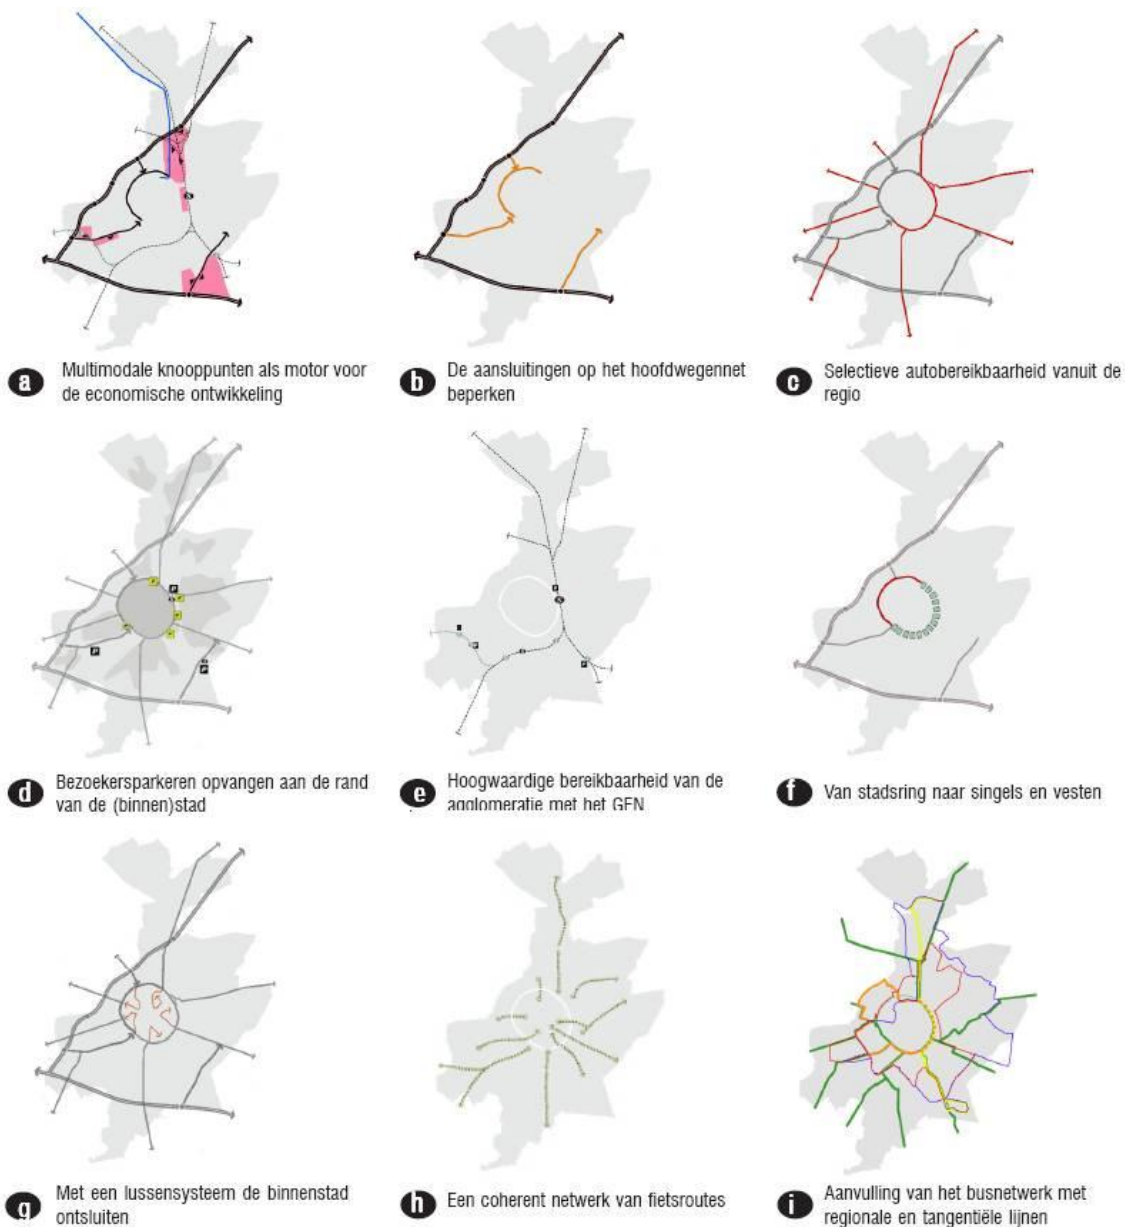 a
Multimodale knooppunten als motor voor
de economische ontwikkeling
b
De aansluitingen op het hoofdwegennet
beperken
c
Selectieve autobereikbaarheid vanuit de
regio
d
Bezoekersparkeren opvangen aan de rand
van de (binnen)stad
e
Hoogwaardige bereikbaarheid van de
agglomeratie met het GEN
f
Van stadsring naar singels en vesten
g
Met een lussensysteem de binnenstad
ontsluiten
h
Een coherent netwerk van fietsroutes
i
Aanvulling van het busnetwerk met
regionale en tangentiële lijnen